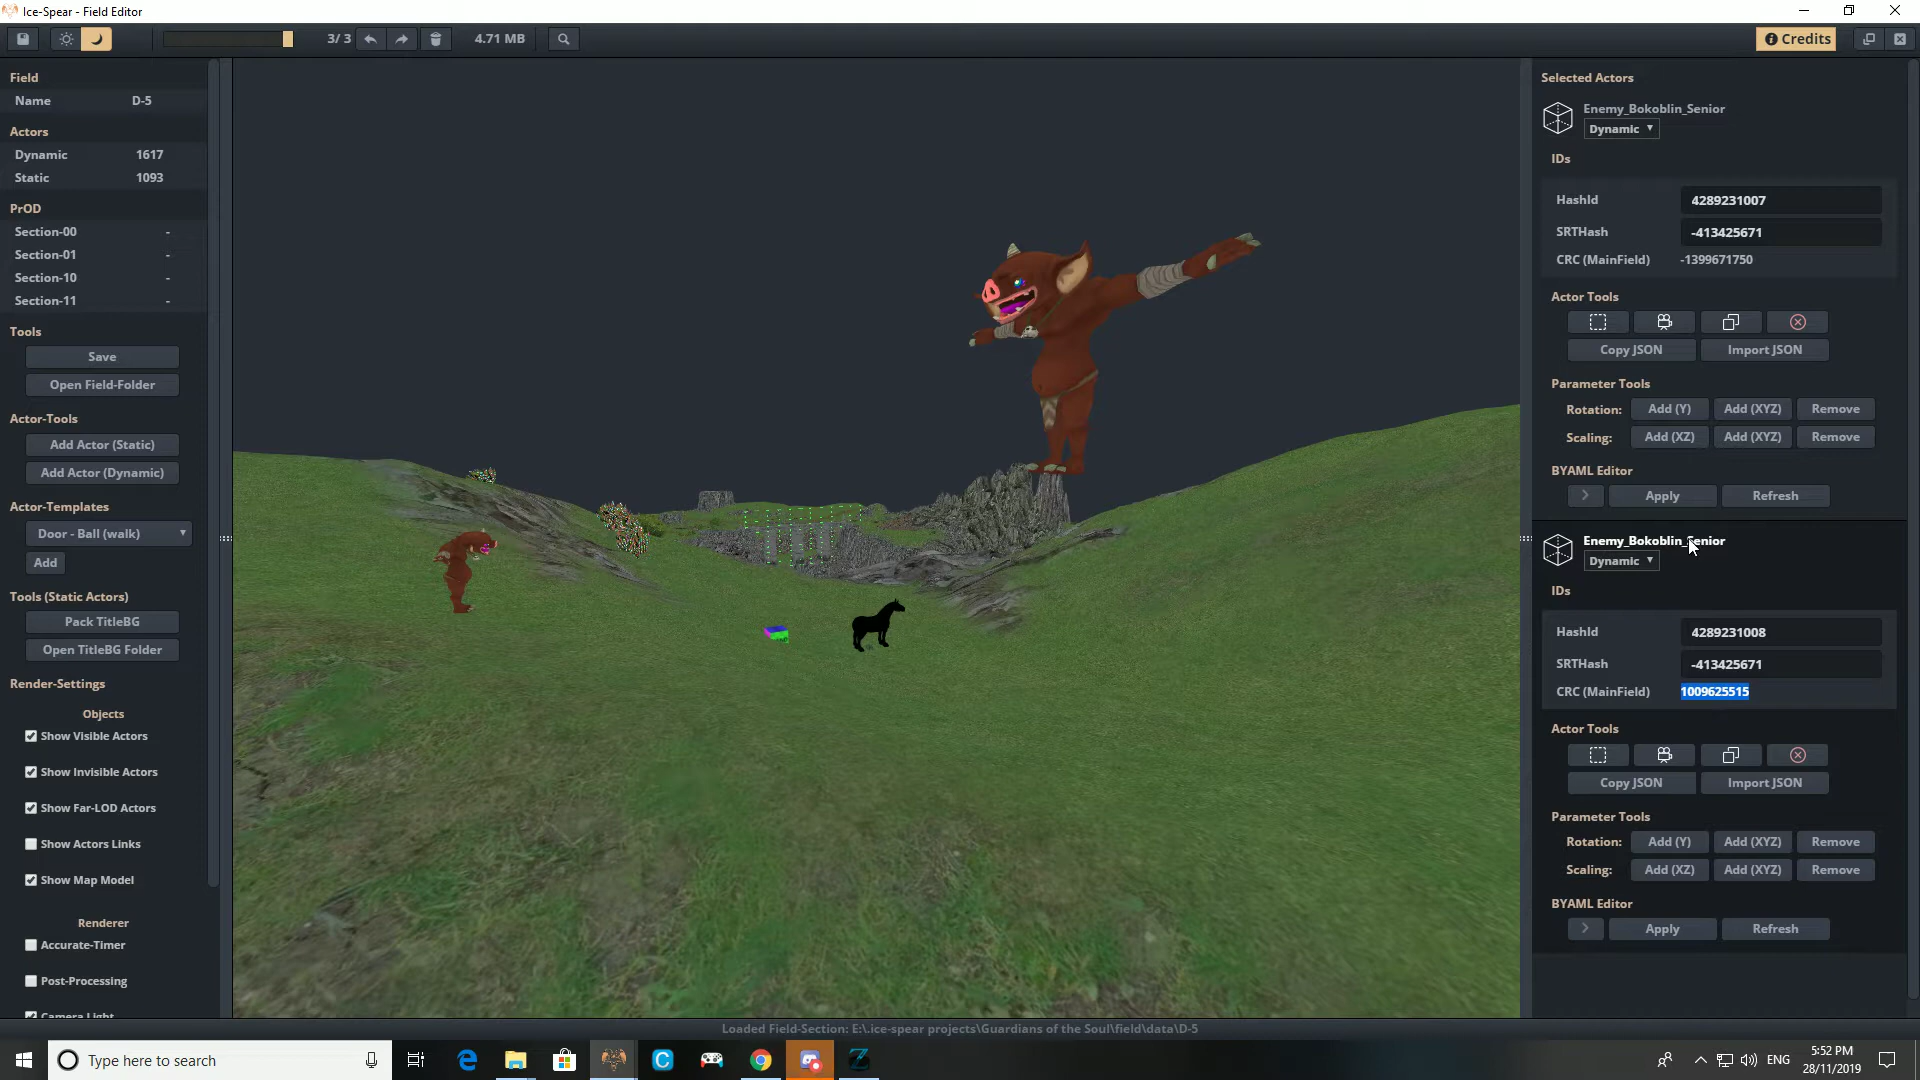 Ice-Spear - Field Editor
3/ 3
4.71 MB
Credits
Field
Name D-5
Actors
Dynamic 1617
Static 1093
PrOD
Section-00 -
Section-01 -
Section-10 -
Section-11 -
Tools
Save
Open Field-Folder
Actor-Tools
Add Actor (Static)
Add Actor (Dynamic)
Actor-Templates
Door - Ball (walk)
Add
Tools (Static Actors)
Pack TitleBG
Open TitleBG Folder
Render-Settings
Objects
Show Visible Actors
Show Invisible Actors
Show Far-LOD Actors
Show Actors Links
Show Map Model
Renderer
Accurate-Timer
Post-Processing
Camera Light
Selected Actors
Enemy_Bokoblin_Senior
Dynamic
IDs
HashId 4289231007
SRTHash -413425671
CRC (MainField) -1399671750
Actor Tools
Copy JSON Import JSON
Parameter Tools
Rotation: Add (Y) Add (XYZ) Remove
Scaling: Add (XZ) Add (XYZ) Remove
BYAML Editor
> Apply Refresh
Enemy_Bokoblin_Senior
Dynamic
IDs
HashId 4289231008
SRTHash -413425671
CRC (MainField) 1009625515
Actor Tools
Copy JSON Import JSON
Parameter Tools
Rotation: Add (Y) Add (XYZ) Remove
Scaling: Add (XZ) Add (XYZ) Remove
BYAML Editor
> Apply Refresh
Loaded Field-Section: E:\.ice-spear projects\Guardians of the Soul\field\data\D-5
Type here to search
ENG
5:52 PM
28/11/2019